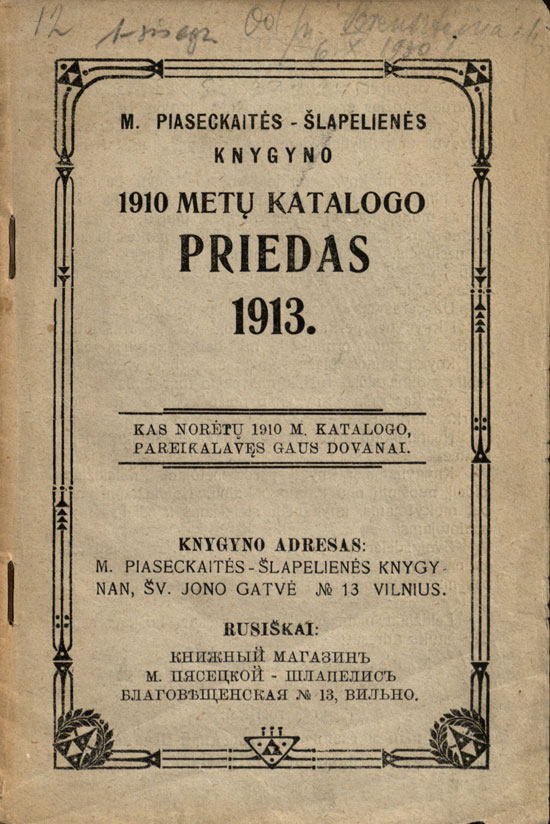 12
M. PIASECKAITĖS - ŠLAPELIENĖS
KNYGYNO
1910 METŲ KATALOGO
PRIEDAS
1913.
KAS NORĖTŲ 1910 M. KATALOGO,
PAREIKALAVĘS GAUS DOVANAI.
KNYGYNO ADRESAS:
M. PIASECKAITĖS-ŠLAPELIENĖS KNYGY-
NAN, ŠV. JONO GATVĖ № 13 VILNIUS.
RUSIŠKAI:
КНИЖНЫЙ МАГАЗИНЪ
М. ПЯСЕЦКОЙ - ШЛАПЕЛИСЪ
БЛАГОВѢЩЕНСКАЯ № 13, ВИЛЬНО.